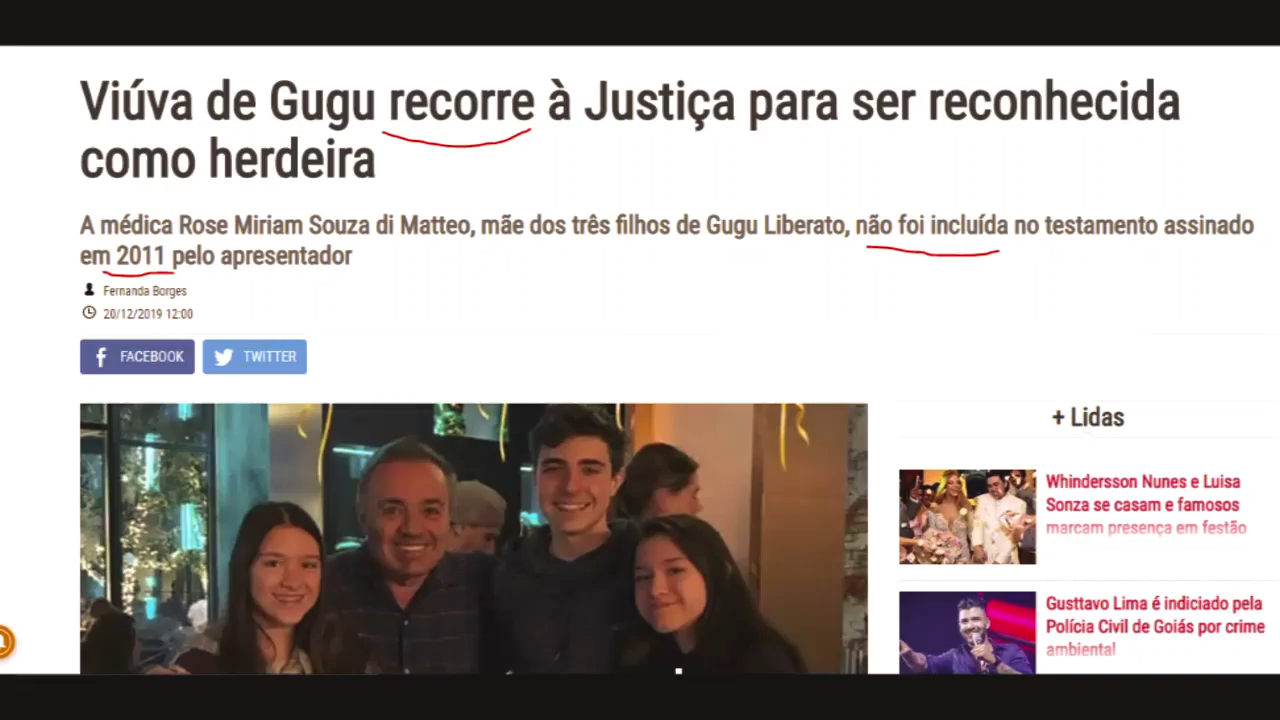 Viúva de Gugu recorre à Justiça para ser reconhecida
como herdeira
A médica Rose Miriam Souza di Matteo, mãe dos três filhos de Gugu Liberato, não foi incluída no testamento assinado
em 2011 pelo apresentador
Fernanda Borges
20/12/2019 12:00
f FACEBOOK TWITTER
+ Lidas
Whindersson Nunes e Luisa
Sonza se casam e famosos
marcam presença em festão
Gusttavo Lima é indiciado pela
Polícia Civil de Goiás por crime
ambiental